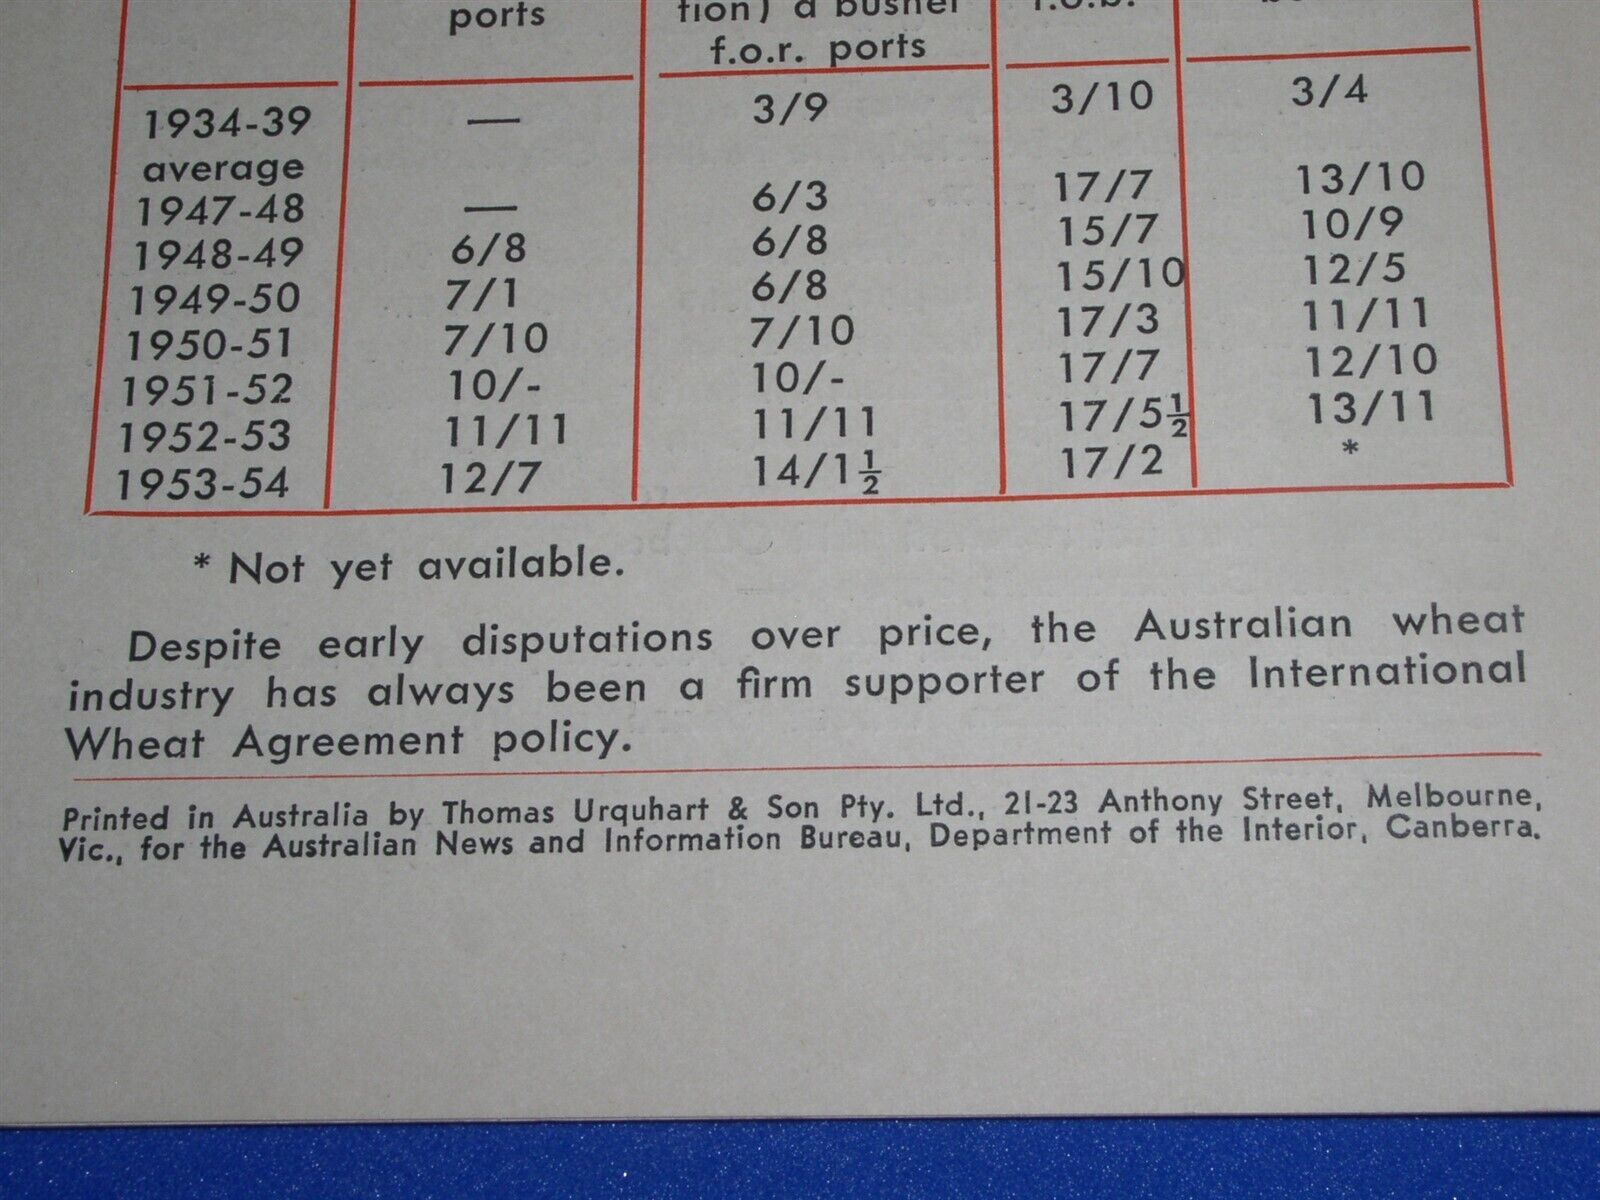 ports tion) a bushel f.o.b.
f.o.r. ports
1934-39 — 3/9 3/10 3/4
average
1947-48 — 6/3 17/7 13/10
1948-49 6/8 6/8 15/7 10/9
1949-50 7/1 6/8 15/10 12/5
1950-51 7/10 7/10 17/3 11/11
1951-52 10/- 10/- 17/7 12/10
1952-53 11/11 11/11 17/5½ 13/11
1953-54 12/7 14/1½ 17/2 *
* Not yet available.
Despite early disputations over price, the Australian wheat
industry has always been a firm supporter of the International
Wheat Agreement policy.
Printed in Australia by Thomas Urquhart & Son Pty. Ltd., 21-23 Anthony Street, Melbourne,
Vic., for the Australian News and Information Bureau, Department of the Interior, Canberra.